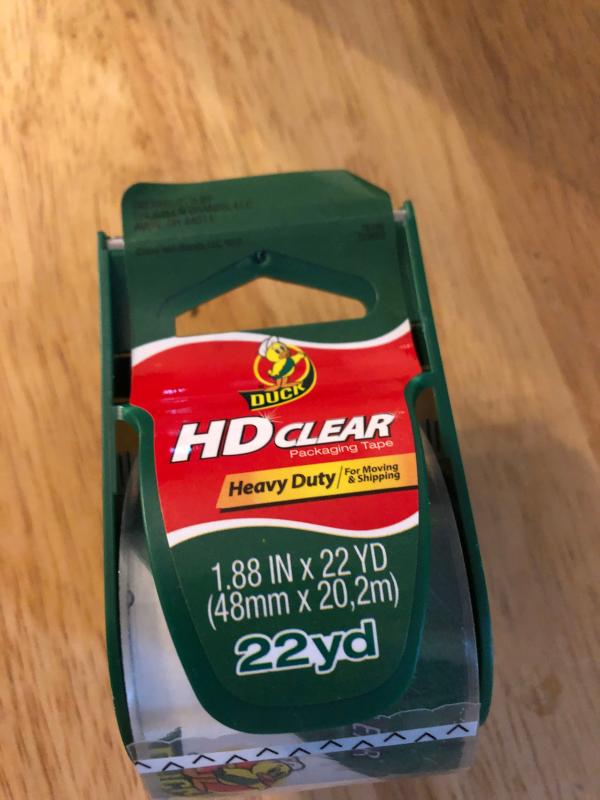 DUCK
HD CLEAR
Packaging Tape
Heavy Duty / For Moving
& Shipping
1.88 IN x 22 YD
(48mm x 20,2m)
22yd